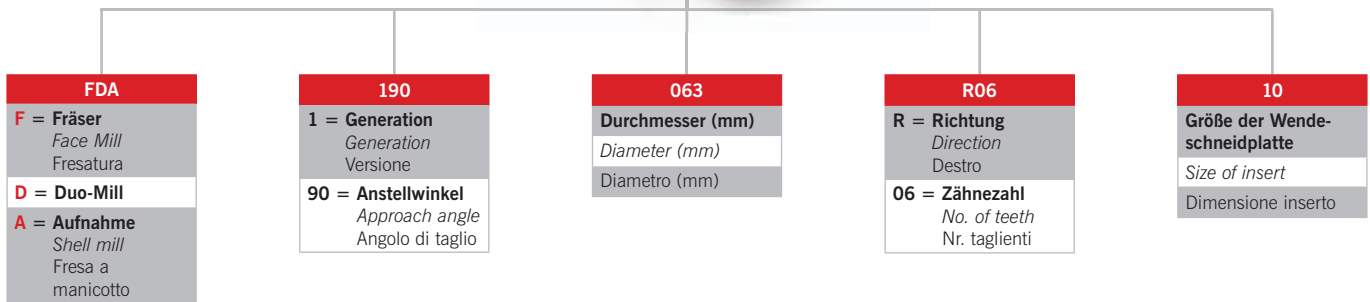 FDA
F = Fräser
Face Mill
Fresatura
D = Duo-Mill
A = Aufnahme
Shell mill
Fresa a
manicotto
190
1 = Generation
Generation
Versione
90 = Anstellwinkel
Approach angle
Angolo di taglio
063
Durchmesser (mm)
Diameter (mm)
Diametro (mm)
R06
R = Richtung
Direction
Destro
06 = Zähnezahl
No. of teeth
Nr. taglienti
10
Größe der Wende-
schneidplatte
Size of insert
Dimensione inserto